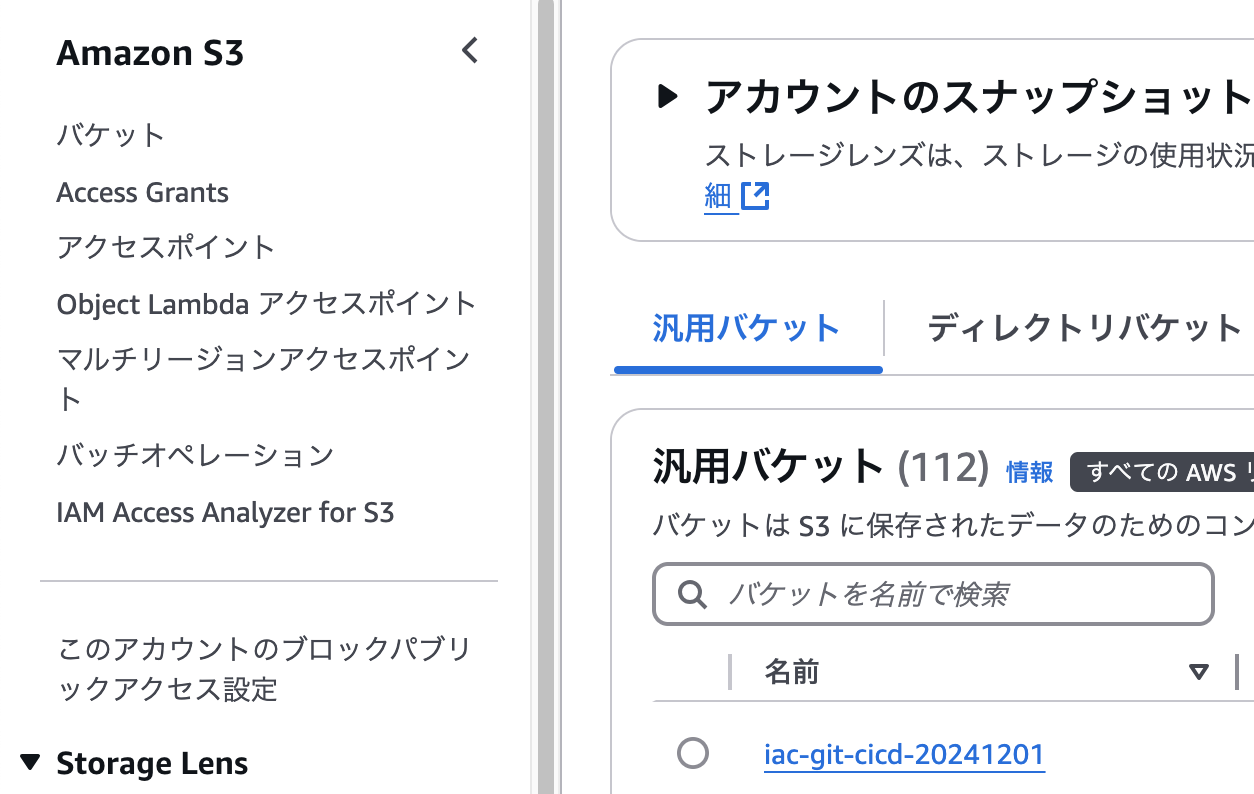 Amazon S3
バケット
Access Grants
アクセスポイント
Object Lambda アクセスポイント
マルチリージョンアクセスポイン
ト
バッチオペレーション
IAM Access Analyzer for S3
このアカウントのブロックパブリ
ックアクセス設定
Storage Lens
アカウントのスナップショット
ストレージレンズは、ストレージの使用状況
細
汎用バケット
ディレクトリバケット
汎用バケット (112) 情報 すべての AWS リ
バケットは S3 に保存されたデータのためのコン
バケットを名前で検索
名前
iac-git-cicd-20241201